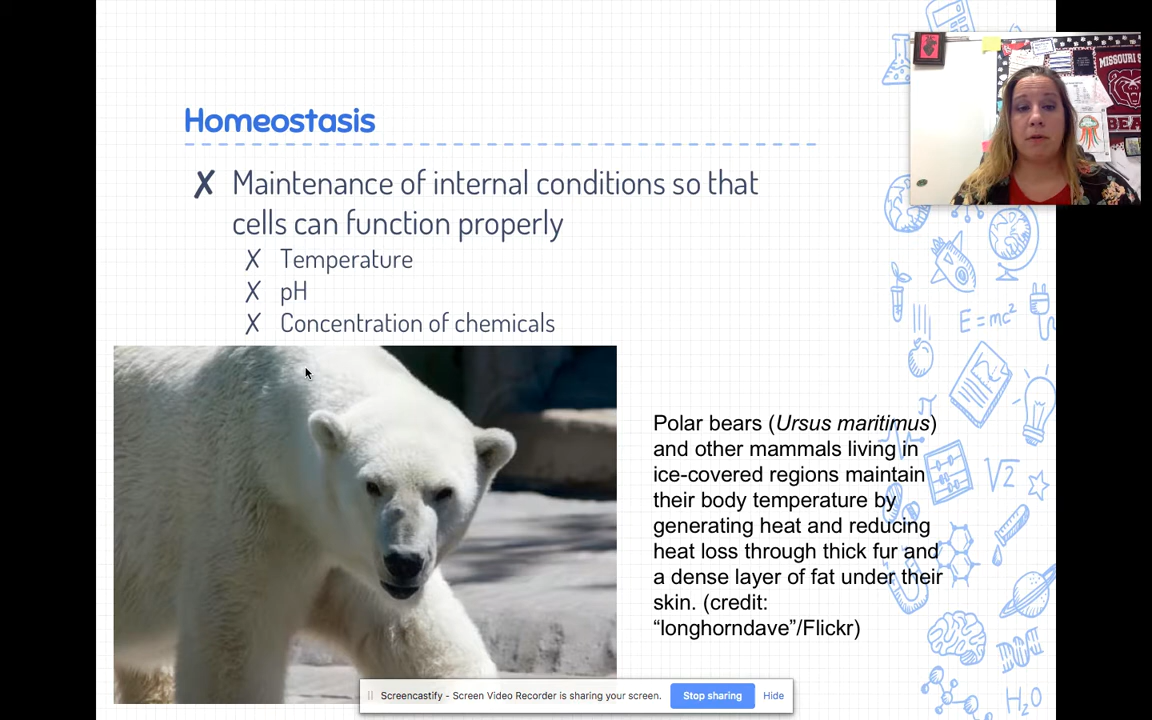 Homeostasis
✗ Maintenance of internal conditions so that
cells can function properly
✗ Temperature
✗ pH
✗ Concentration of chemicals
Polar bears (Ursus maritimus)
and other mammals living in
ice-covered regions maintain
their body temperature by
generating heat and reducing
heat loss through thick fur and
a dense layer of fat under their
skin. (credit:
“longhorndave”/Flickr)
MISSOURI S
BEA
E=mc²
π
√2
H₂O
Screencastify - Screen Video Recorder is sharing your screen.
Stop sharing
Hide